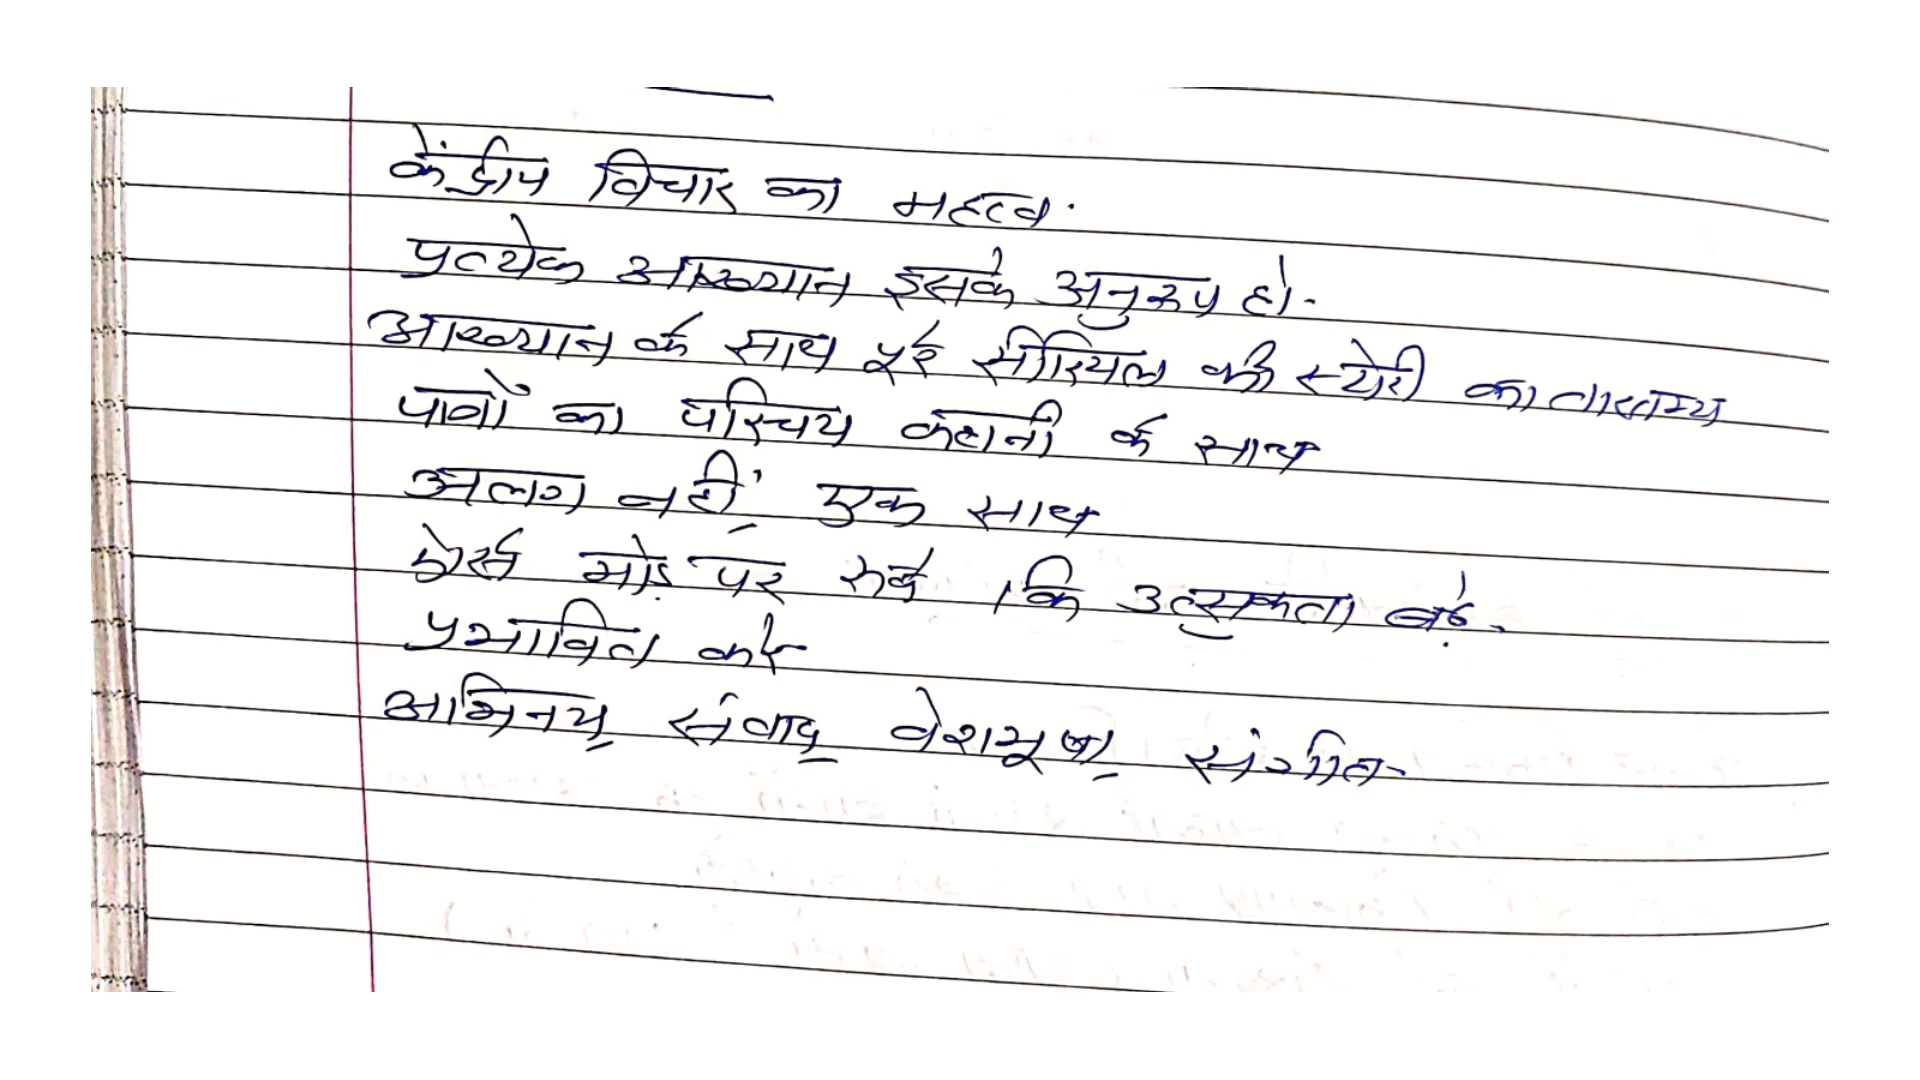 केंद्रीय विचार का महत्व.
प्रत्येक आख्यान इसके अनुरूप हो.
आख्यान के साथ पूरे सीरियल की स्टोरी का तारतम्य
पात्रों का परिचय कहानी के साथ
अलग नहीं, एक साथ
ऐसे मोड़ पर रुके कि उत्सुकता बढ़े.
प्रभावित करे
अभिनय, संवाद, वेशभूषा, संगीत-